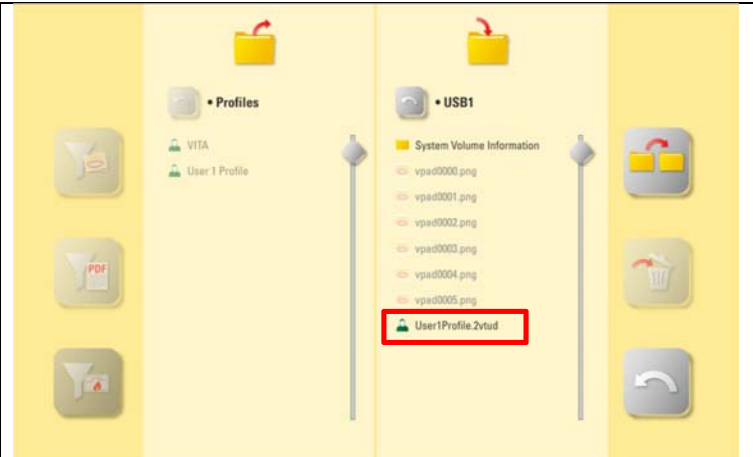 • Profiles
VITA
User 1 Profile
• USB1
System Volume Information
vpad0000.png
vpad0001.png
vpad0002.png
vpad0003.png
vpad0004.png
vpad0005.png
User1Profile.2vtud
PDF